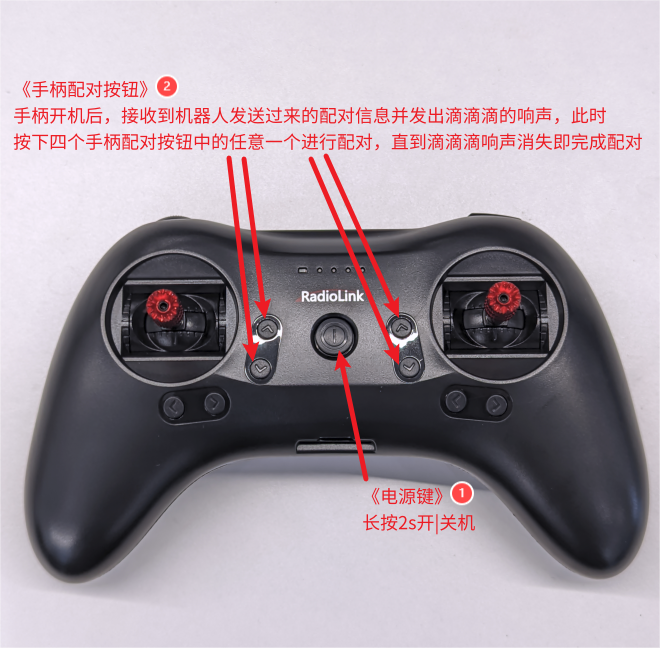 《手柄配对按钮》2
手柄开机后，接收到机器人发送过来的配对信息并发出滴滴滴的响声，此时
按下四个手柄配对按钮中的任意一个进行配对，直到滴滴滴响声消失即完成配对
RadioLink
《电源键》1
长按2s开|关机